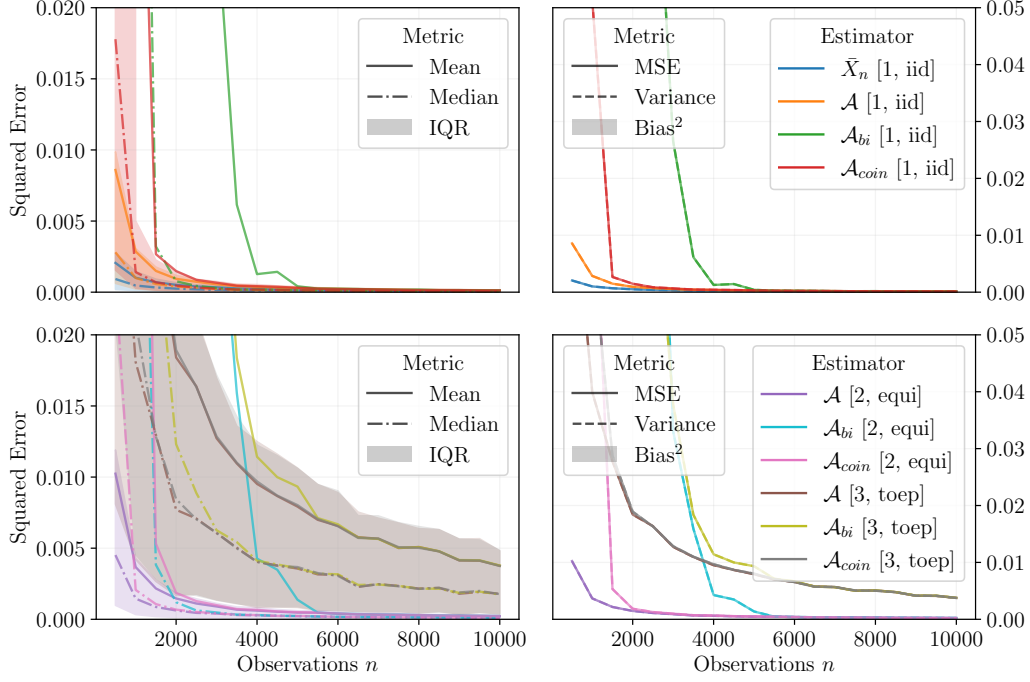 0.020
0.015
0.010
0.005
0.000
Squared Error
Metric
Mean
Median
IQR
Metric
MSE
Variance
Bias²
Estimator
X̄ₙ [1, iid]
𝒜 [1, iid]
𝒜_bi [1, iid]
𝒜_coin [1, iid]
0.05
0.04
0.03
0.02
0.01
0.00
0.020
0.015
0.010
0.005
0.000
Squared Error
Metric
Mean
Median
IQR
2000 4000 6000 8000 10000
Observations n
Metric
MSE
Variance
Bias²
Estimator
𝒜 [2, equi]
𝒜_bi [2, equi]
𝒜_coin [2, equi]
𝒜 [3, toep]
𝒜_bi [3, toep]
𝒜_coin [3, toep]
0.05
0.04
0.03
0.02
0.01
0.00
2000 4000 6000 8000 10000
Observations n